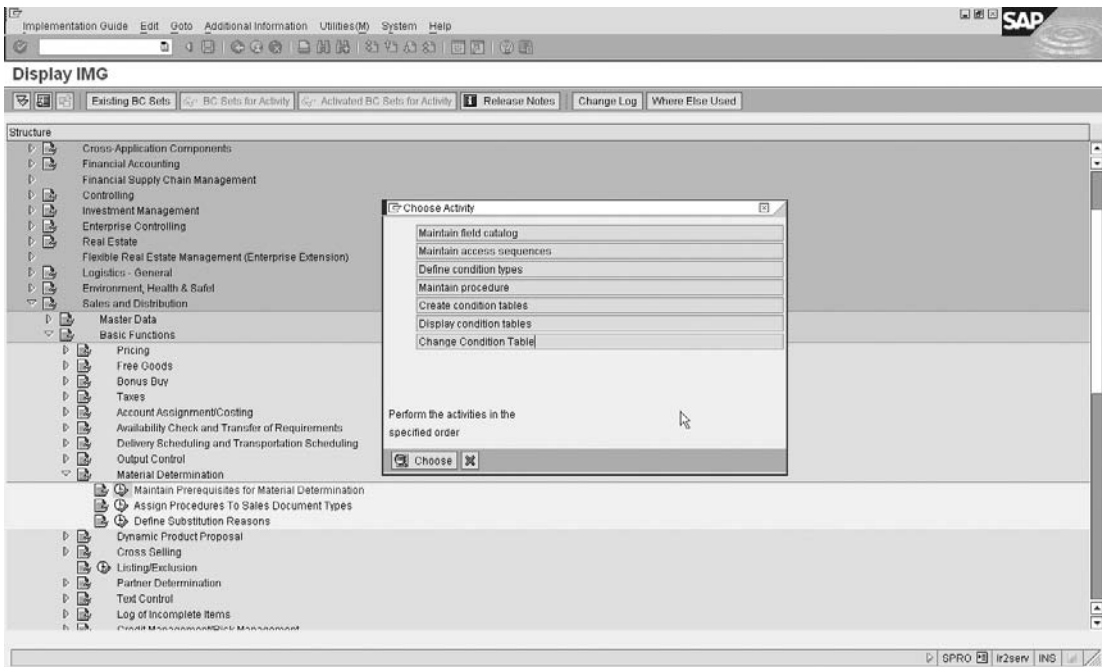 Implementation Guide Edit Goto Additional Information Utilities(M) System Help
SAP
Display IMG
Existing BC Sets BC Sets for Activity Activated BC Sets for Activity Release Notes Change Log Where Else Used
Structure
Cross-Application Components
Financial Accounting
Financial Supply Chain Management
Controlling
Investment Management
Enterprise Controlling
Real Estate
Flexible Real Estate Management (Enterprise Extension)
Logistics - General
Environment, Health & Safet
Sales and Distribution
Master Data
Basic Functions
Pricing
Free Goods
Bonus Buy
Taxes
Account Assignment/Costing
Availability Check and Transfer of Requirements
Delivery Scheduling and Transportation Scheduling
Output Control
Material Determination
Maintain Prerequisites for Material Determination
Assign Procedures To Sales Document Types
Define Substitution Reasons
Dynamic Product Proposal
Cross Selling
Listing/Exclusion
Partner Determination
Text Control
Log of Incomplete Items
Credit Management/Risk Management
Choose Activity
Maintain field catalog
Maintain access sequences
Define condition types
Maintain procedure
Create condition tables
Display condition tables
Change Condition Table
Perform the activities in the
specified order
Choose
SPRO ir2serv INS